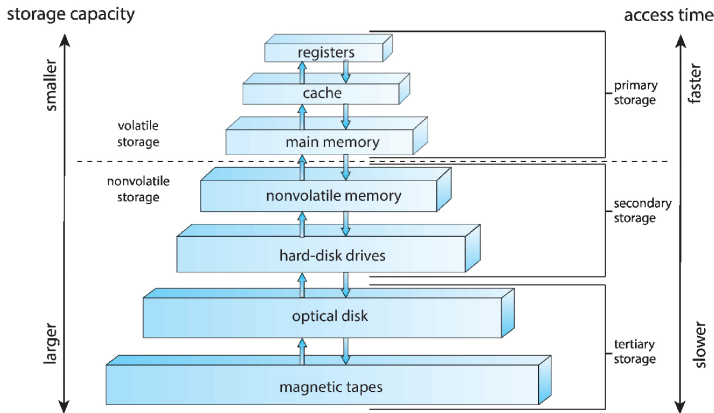 storage capacity
access time
smaller
larger
faster
slower
registers
cache
main memory
nonvolatile memory
hard-disk drives
optical disk
magnetic tapes
volatile
storage
nonvolatile
storage
primary
storage
secondary
storage
tertiary
storage